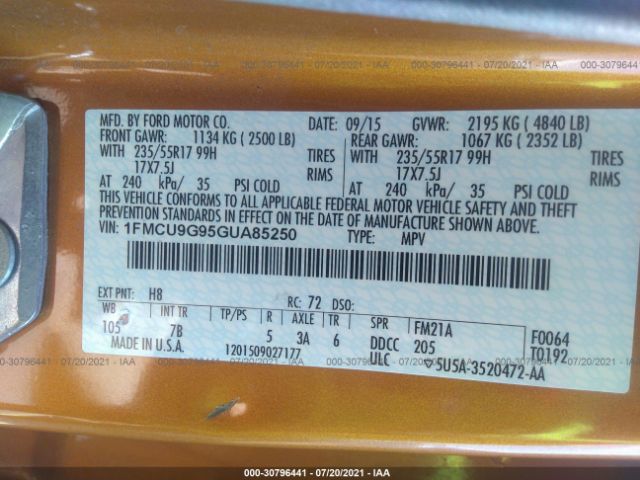 000-30796441 - 07/20/2021 - IAA
MFD. BY FORD MOTOR CO. DATE: 09/15 GVWR: 2195 KG ( 4840 LB)
FRONT GAWR: 1134 KG ( 2500 LB) REAR GAWR: 1067 KG ( 2352 LB)
WITH 235/55R17 99H TIRES WITH 235/55R17 99H TIRES
17X7.5J RIMS 17X7.5J RIMS
AT 240 kPa/ 35 PSI COLD AT 240 kPa/ 35 PSI COLD
THIS VEHICLE CONFORMS TO ALL APPLICABLE FEDERAL MOTOR VEHICLE SAFETY AND THEFT
PREVENTION STANDARDS IN EFFECT ON THE DATE OF MANUFACTURE SHOWN ABOVE.
VIN: 1FMCU9G95GUA85250 TYPE: MPV
EXT PNT: H8 RC: 72 DSO:
WB INT TR TP/PS R AXLE TR SPR FM21A F0064
105 7B 5 3A 6 DDCC 205 T0192
MADE IN U.S.A. 1201509027177 ULC ▽5U5A-3520472-AA
000-30796441 - 07/20/2021 - IAA